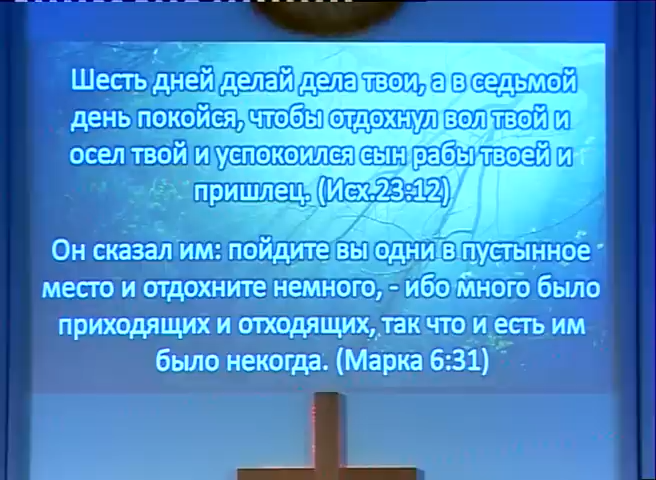 Шесть дней делай дела твои, а в седьмой
день покойся, чтобы отдохнул вол твой и
осел твой и успокоился сын рабы твоей и
пришлец. (Исх.23:12)
Он сказал им: пойдите вы одни в пустынное
место и отдохните немного, - ибо много было
приходящих и отходящих, так что и есть им
было некогда. (Марка 6:31)